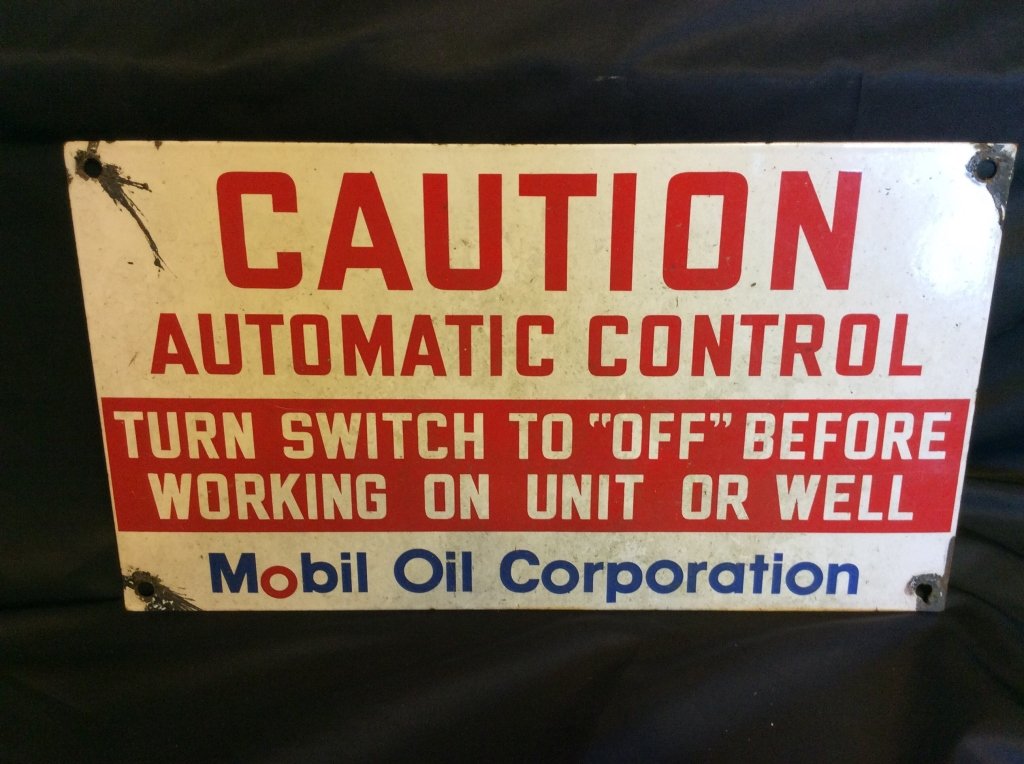 CAUTION
AUTOMATIC CONTROL
TURN SWITCH TO "OFF" BEFORE
WORKING ON UNIT OR WELL
Mobil Oil Corporation